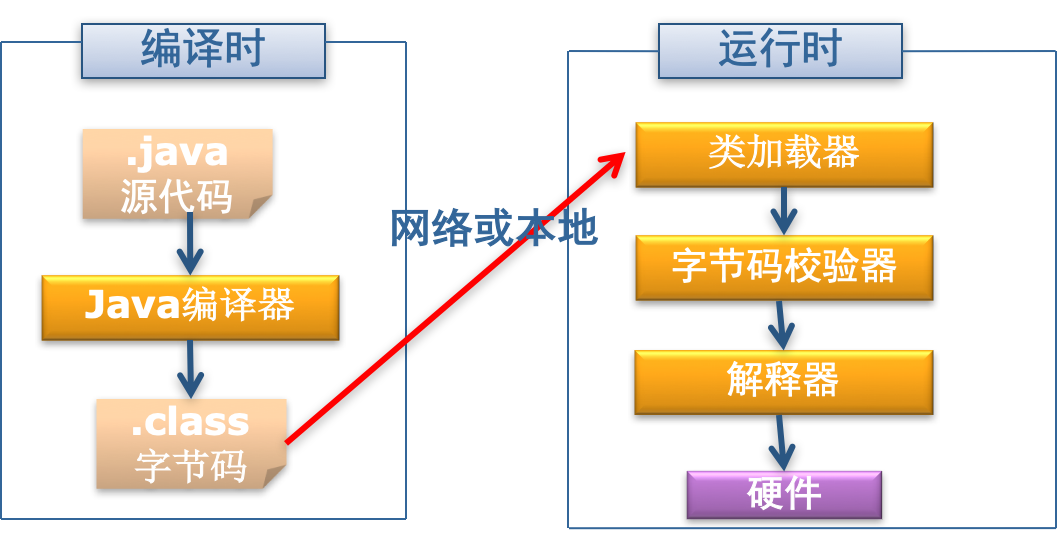 编译时
.java
源代码
Java编译器
.class
字节码
网络或本地
运行时
类加载器
字节码校验器
解释器
硬件